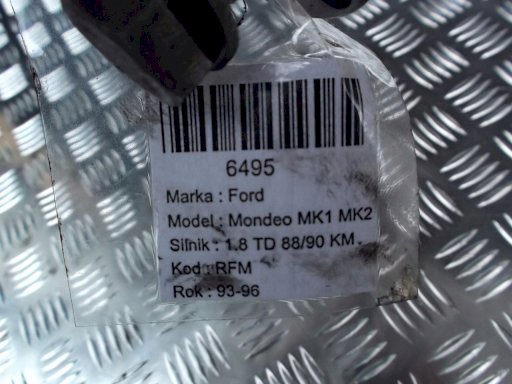 6495
Marka : Ford
Model : Mondeo MK1 MK2
Silnik : 1.8 TD 88/90 KM
Kod : RFM
Rok : 93-96